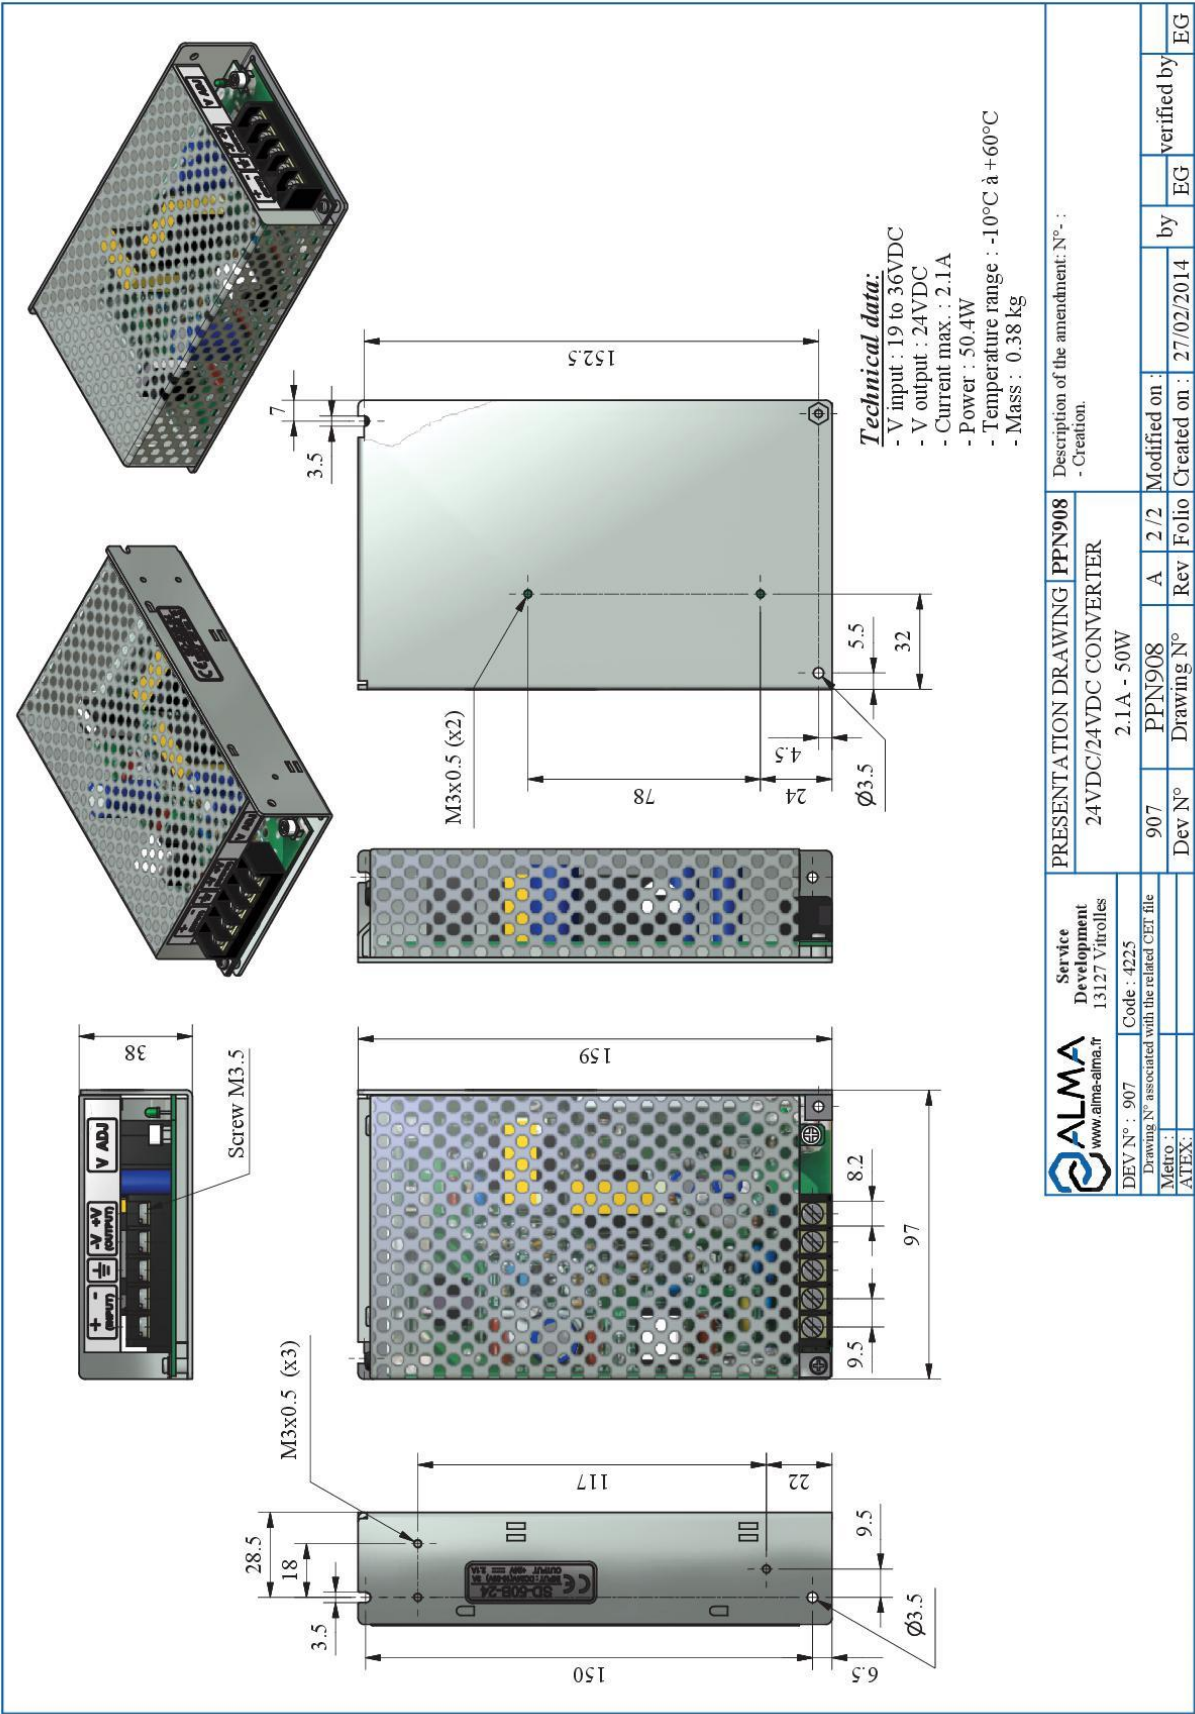 38
Screw M3.5
V ADJ
-V +V
(OUTPUT)
+ -
(INPUT)
M3x0.5 (x3)
28.5
18
3.5
117
22
9.5
150
6.5
Ø3.5
SD-50B-24
159
8.2
97
9.5
M3x0.5 (x2)
78
24
4.5
Ø3.5
5.5
32
3.5
7
152.5
Technical data:
- V input : 19 to 36VDC
- V output : 24VDC
- Current max. : 2.1A
- Power : 50.4W
- Temperature range : -10°C à +60°C
- Mass : 0.38 kg
ALMA
www.alma-alma.fr
Service
Development
13127 Vitrolles
DEV N° : 907
Code : 4225
Drawing N° associated with the related CET file
Metro :
ATEX:
PRESENTATION DRAWING PPN908
24VDC/24VDC CONVERTER
2.1A - 50W
907 PPN908 A 2 /2 Modified on : by verified by
Dev N° Drawing N° Rev Folio Created on : 27/02/2014 EG EG
Description of the amendment: N°- :
- Creation.